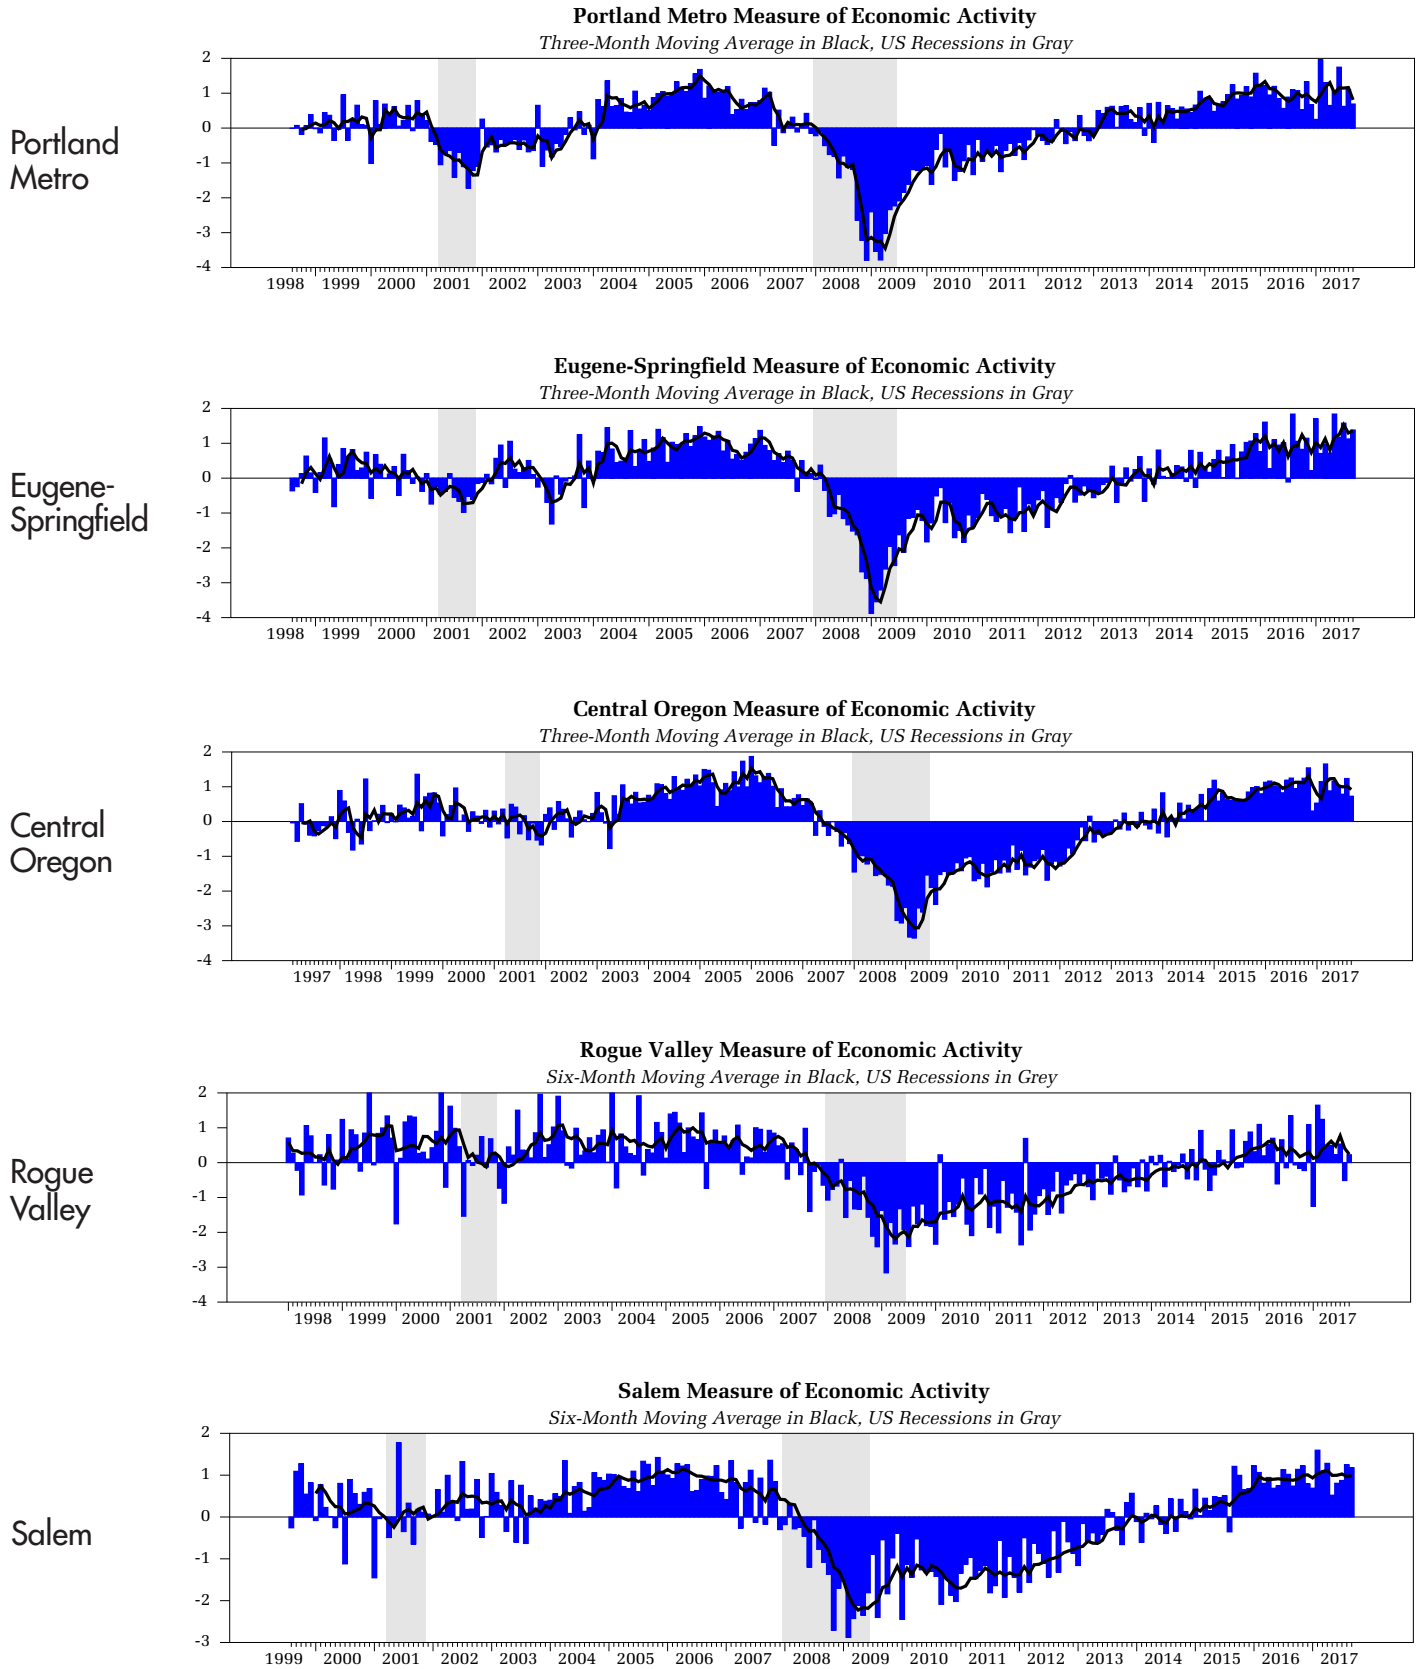 Portland Metro Measure of Economic Activity
Three-Month Moving Average in Black, US Recessions in Gray
Portland
Metro
2
1
0
-1
-2
-3
-4
1998 1999 2000 2001 2002 2003 2004 2005 2006 2007 2008 2009 2010 2011 2012 2013 2014 2015 2016 2017
Eugene-Springfield Measure of Economic Activity
Three-Month Moving Average in Black, US Recessions in Gray
Eugene-
Springfield
2
1
0
-1
-2
-3
-4
1998 1999 2000 2001 2002 2003 2004 2005 2006 2007 2008 2009 2010 2011 2012 2013 2014 2015 2016 2017
Central Oregon Measure of Economic Activity
Three-Month Moving Average in Black, US Recessions in Gray
Central
Oregon
2
1
0
-1
-2
-3
-4
1997 1998 1999 2000 2001 2002 2003 2004 2005 2006 2007 2008 2009 2010 2011 2012 2013 2014 2015 2016 2017
Rogue Valley Measure of Economic Activity
Six-Month Moving Average in Black, US Recessions in Grey
Rogue
Valley
2
1
0
-1
-2
-3
-4
1998 1999 2000 2001 2002 2003 2004 2005 2006 2007 2008 2009 2010 2011 2012 2013 2014 2015 2016 2017
Salem Measure of Economic Activity
Six-Month Moving Average in Black, US Recessions in Gray
Salem
2
1
0
-1
-2
-3
1999 2000 2001 2002 2003 2004 2005 2006 2007 2008 2009 2010 2011 2012 2013 2014 2015 2016 2017